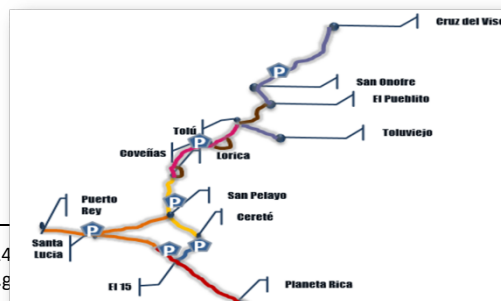 Cruz del Vis
P
San Onofre
El Pueblito
Tolú
Toluviejo
P
Coveñas
Lorica
San Pelayo
P
Puerto
Rey
Cereté
P
Santa
Lucia
P
P
El 15
Planeta Rica